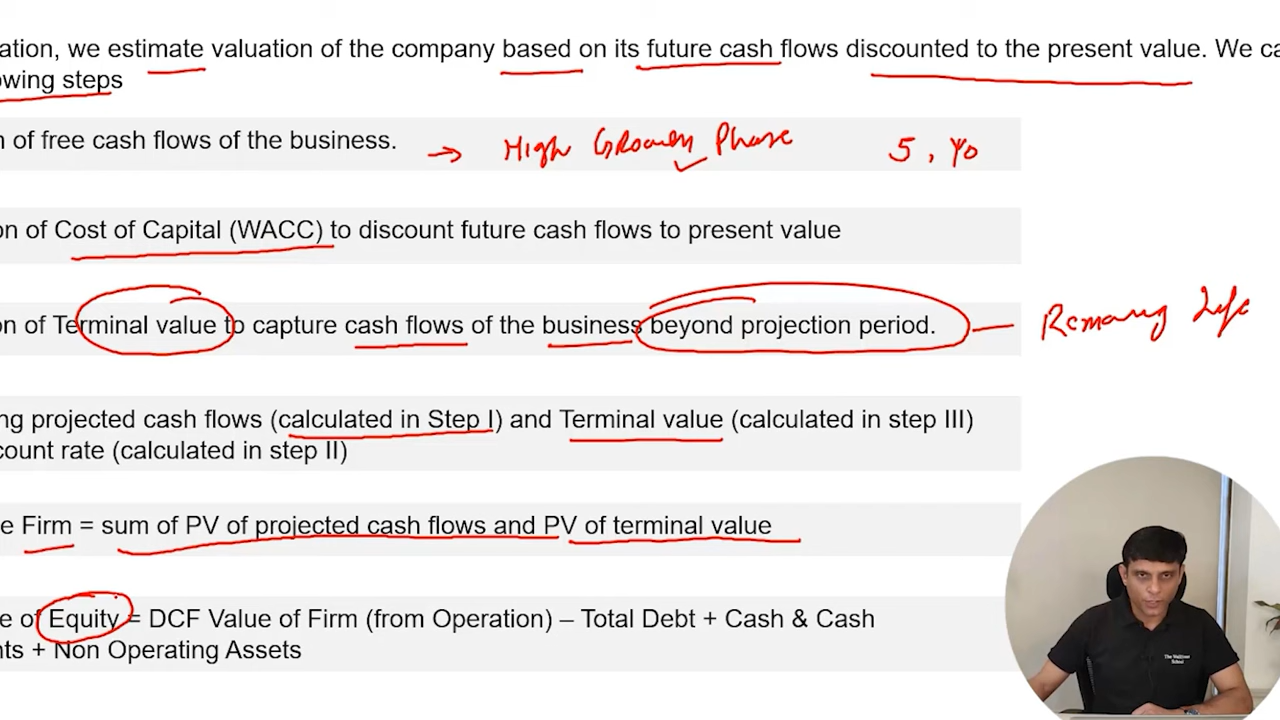 ation, we estimate valuation of the company based on its future cash flows discounted to the present value. We ca
owing steps
n of free cash flows of the business. → High Growth Phase 5, 40
on of Cost of Capital (WACC) to discount future cash flows to present value
on of Terminal value to capture cash flows of the business beyond projection period. Remaning Life
ng projected cash flows (calculated in Step I) and Terminal value (calculated in step III)
count rate (calculated in step II)
e Firm = sum of PV of projected cash flows and PV of terminal value
e of Equity = DCF Value of Firm (from Operation) – Total Debt + Cash & Cash
nts + Non Operating Assets
School